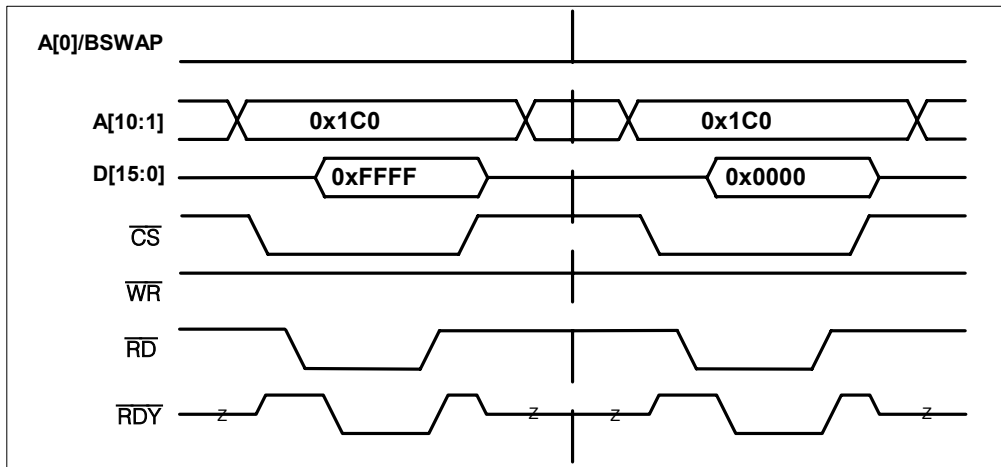 A[0]/BSWAP
A[10:1] 0x1C0 0x1C0
D[15:0] 0xFFFF 0x0000
CS
WR
RD
RDY Z Z Z Z